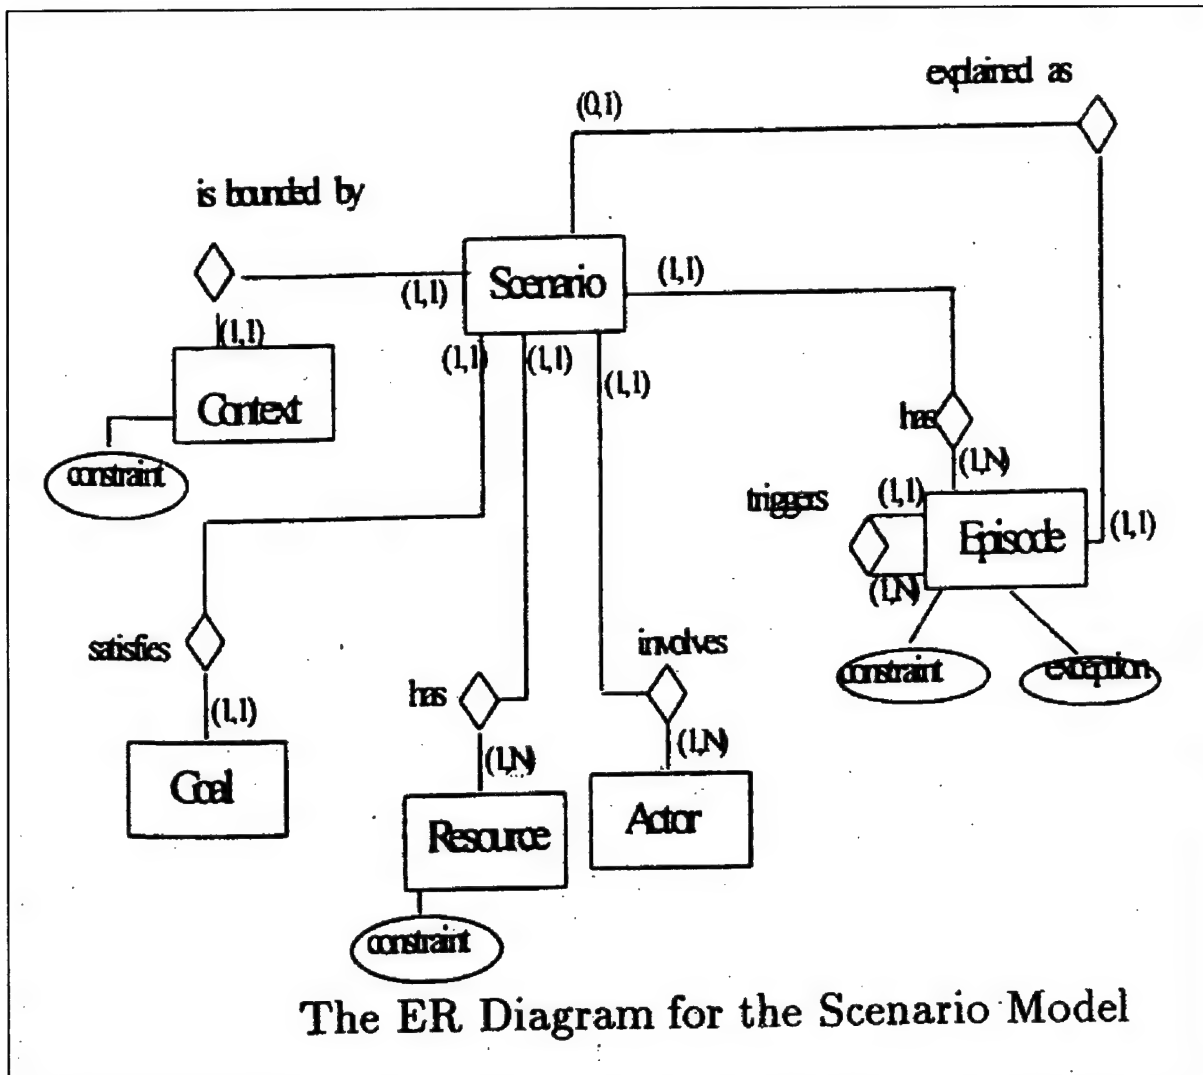 explained as
(0,1)
is bounded by
Scenario
(1,1)
(1,1)
(1,1)
(1,1)
(1,1)
(1,1)
Context
constraint
has
(1,N)
triggers
(1,1)
Episode
(1,1)
(1,N)
constraint
exception
satisfies
(1,1)
Goal
has
(1,N)
Resource
constraint
involves
(1,N)
Actor
The ER Diagram for the Scenario Model